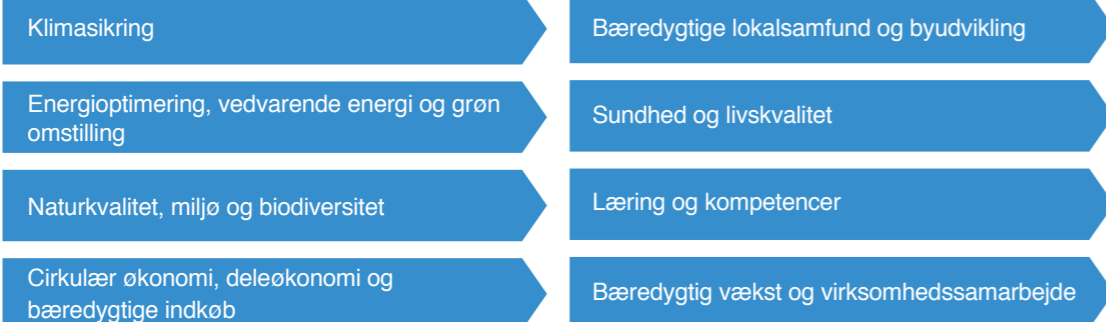 Klimasikring
Energioptimering, vedvarende energi og grøn
omstilling
Naturkvalitet, miljø og biodiversitet
Cirkulær økonomi, deleøkonomi og
bæredygtige indkøb
Bæredygtige lokalsamfund og byudvikling
Sundhed og livskvalitet
Læring og kompetencer
Bæredygtig vækst og virksomhedssamarbejde